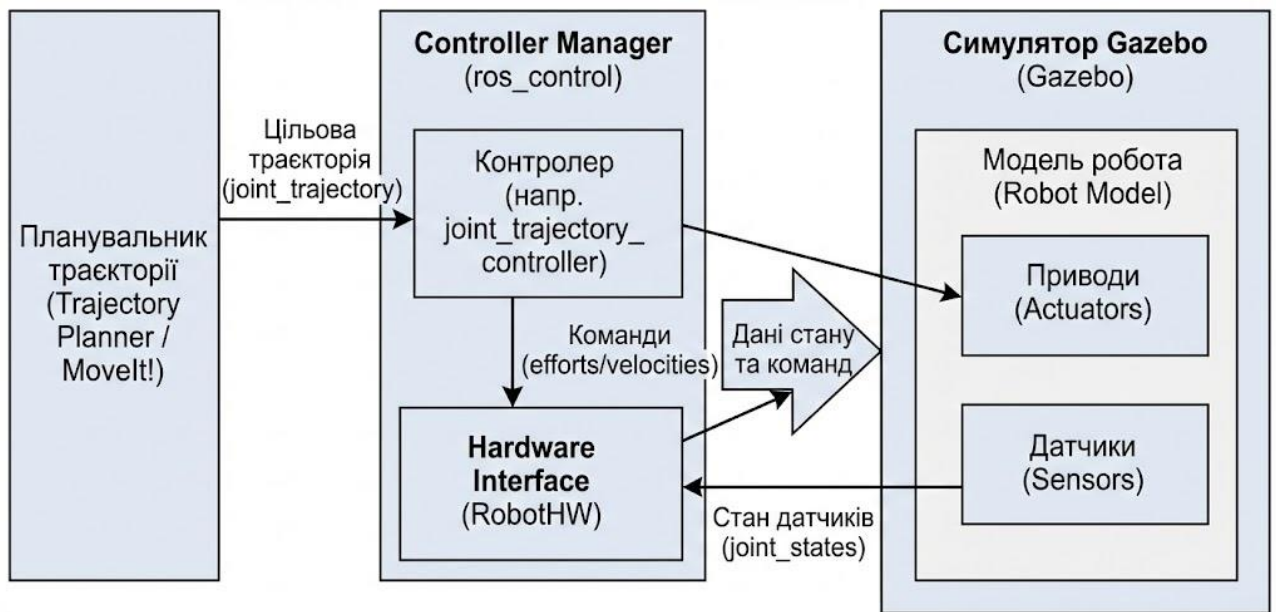 Планувальник
траєкторії
(Trajectory
Planner /
MoveIt!)
Цільова
траєкторія
(joint_trajectory)
Controller Manager
(ros_control)
Контролер
(напр.
joint_trajectory_
controller)
Команди
(efforts/velocities)
Hardware
Interface
(RobotHW)
Дані стану
та команд
Стан датчиків
(joint_states)
Симулятор Gazebo
(Gazebo)
Модель робота
(Robot Model)
Приводи
(Actuators)
Датчики
(Sensors)